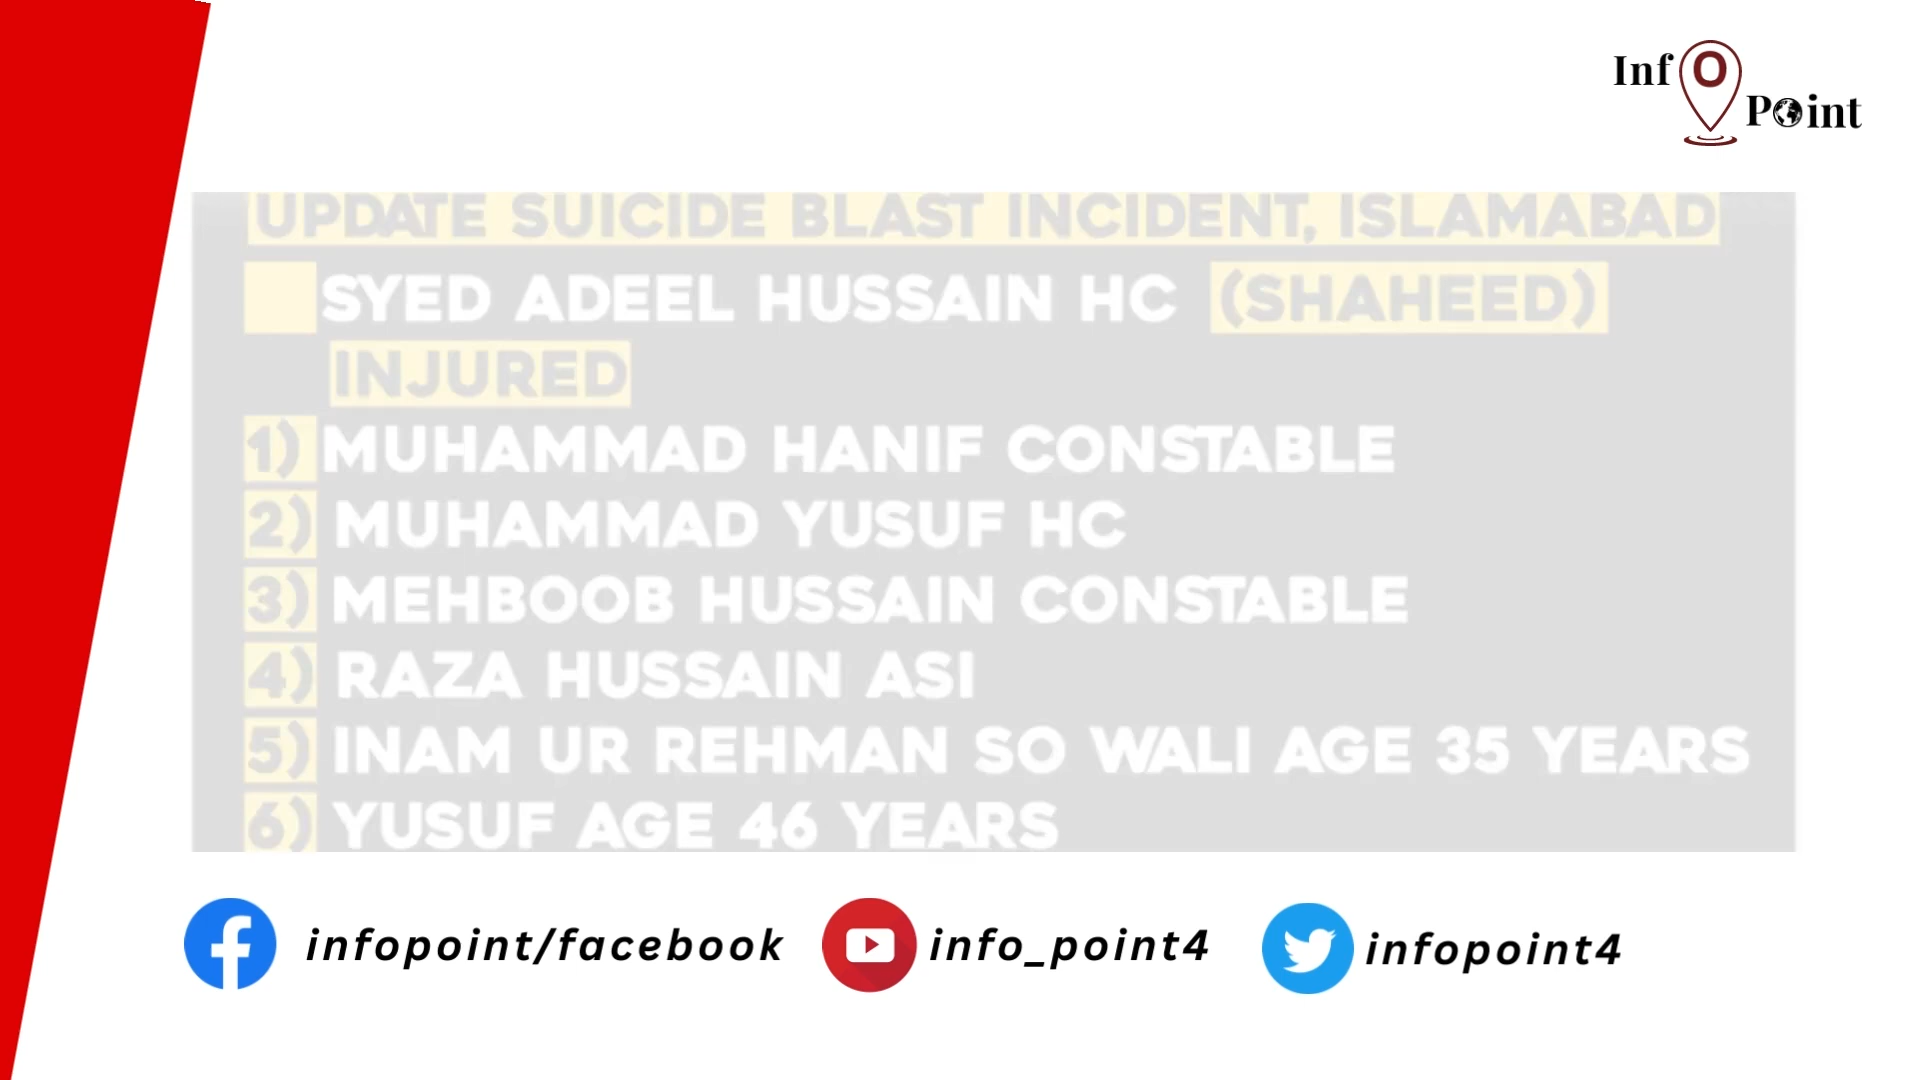 Info Point
UPDATE SUICIDE BLAST INCIDENT, ISLAMABAD
SYED ADEEL HUSSAIN HC (SHAHEED)
INJURED
1) MUHAMMAD HANIF CONSTABLE
2) MUHAMMAD YUSUF HC
3) MEHBOOB HUSSAIN CONSTABLE
4) RAZA HUSSAIN ASI
5) INAM UR REHMAN SO WALI AGE 35 YEARS
6) YUSUF AGE 46 YEARS
infopoint/facebook info_point4 infopoint4